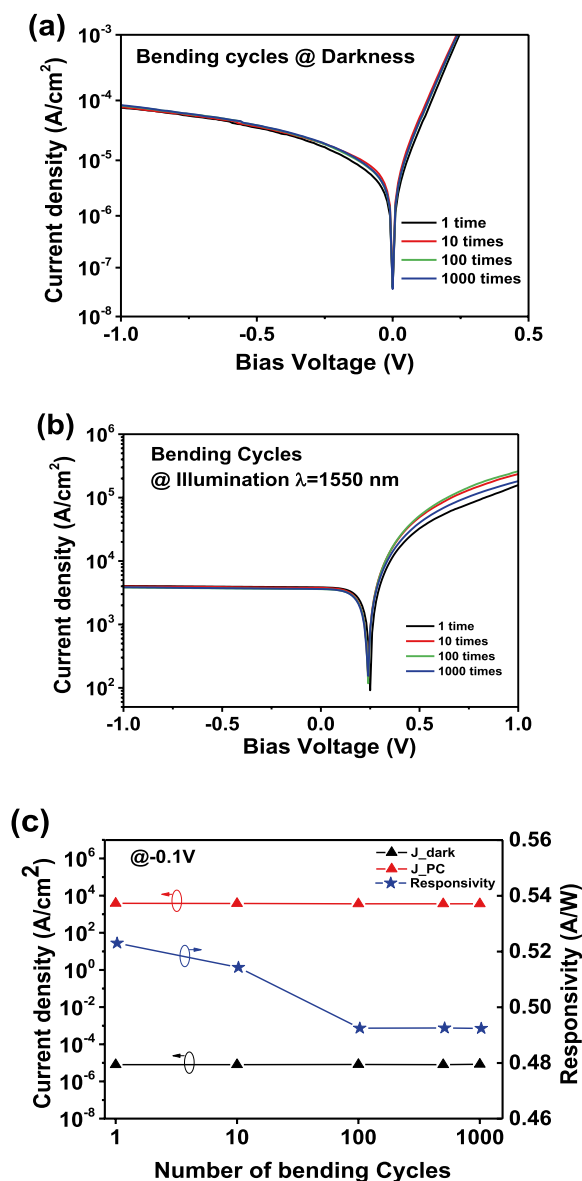 (a)
Bending cycles @ Darkness
Current density (A/cm²)
10⁻³
10⁻⁴
10⁻⁵
10⁻⁶
10⁻⁷
10⁻⁸
1 time
10 times
100 times
1000 times
-1.0 -0.5 0.0 0.5
Bias Voltage (V)
(b)
Bending Cycles
@ Illumination λ=1550 nm
Current density (A/cm²)
10⁶
10⁵
10⁴
10³
10²
1 time
10 times
100 times
1000 times
-1.0 -0.5 0.0 0.5 1.0
Bias Voltage (V)
(c)
@-0.1V
J_dark
J_PC
Responsivity
Current density (A/cm²)
10⁶
10⁴
10²
10⁰
10⁻²
10⁻⁴
10⁻⁶
10⁻⁸
0.56
0.54
0.52
0.50
0.48
0.46
Responsivity (A/W)
1 10 100 1000
Number of bending Cycles